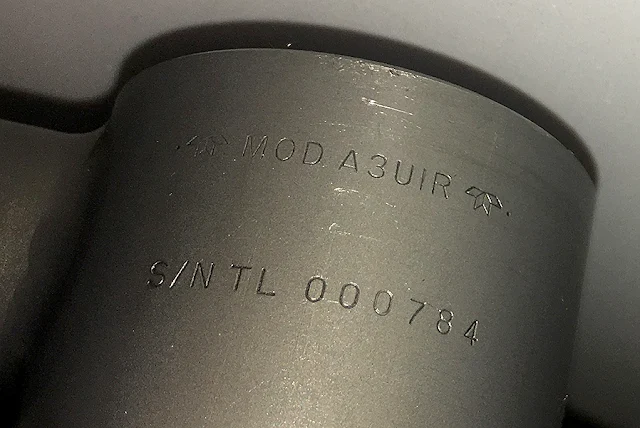 MOD A3UIR
S/N TL 000784